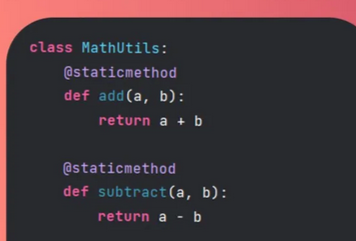 class MathUtils:
    @staticmethod
    def add(a, b):
        return a + b

    @staticmethod
    def subtract(a, b):
        return a - b